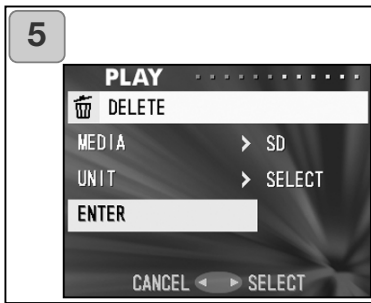 5
PLAY
DELETE
MEDIA > SD
UNIT > SELECT
ENTER
CANCEL ◄ ► SELECT